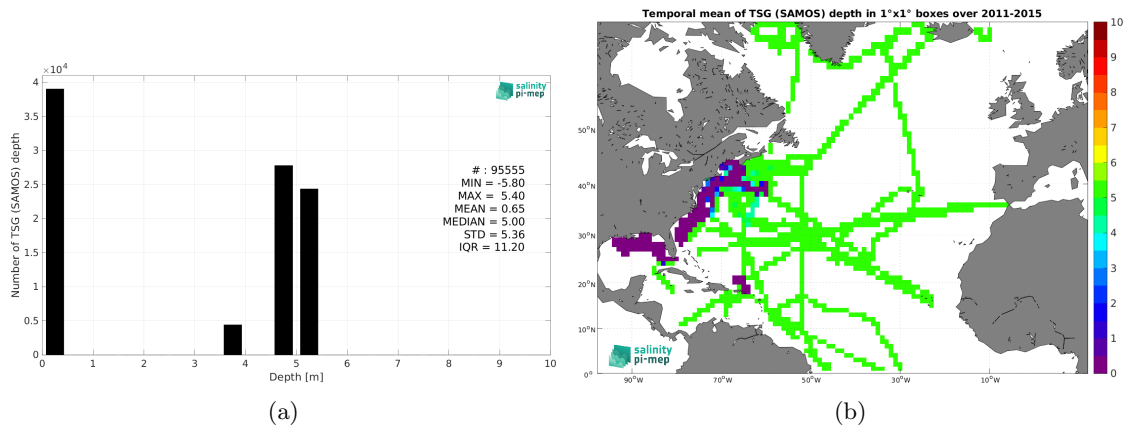 ×10⁴
4
3.5
3
2.5
2
1.5
1
0.5
0
Number of TSG (SAMOS) depth
0 1 2 3 4 5 6 7 8 9 10
Depth [m]
salinity
pi-mep
# : 95555
MIN = -5.80
MAX = 5.40
MEAN = 0.65
MEDIAN = 5.00
STD = 5.36
IQR = 11.20
(a)
Temporal mean of TSG (SAMOS) depth in 1°x1° boxes over 2011-2015
50°N
40°N
30°N
20°N
10°N
0°
90°W 70°W 50°W 30°W 10°W
salinity
pi-mep
10
9
8
7
6
5
4
3
2
1
0
(b)